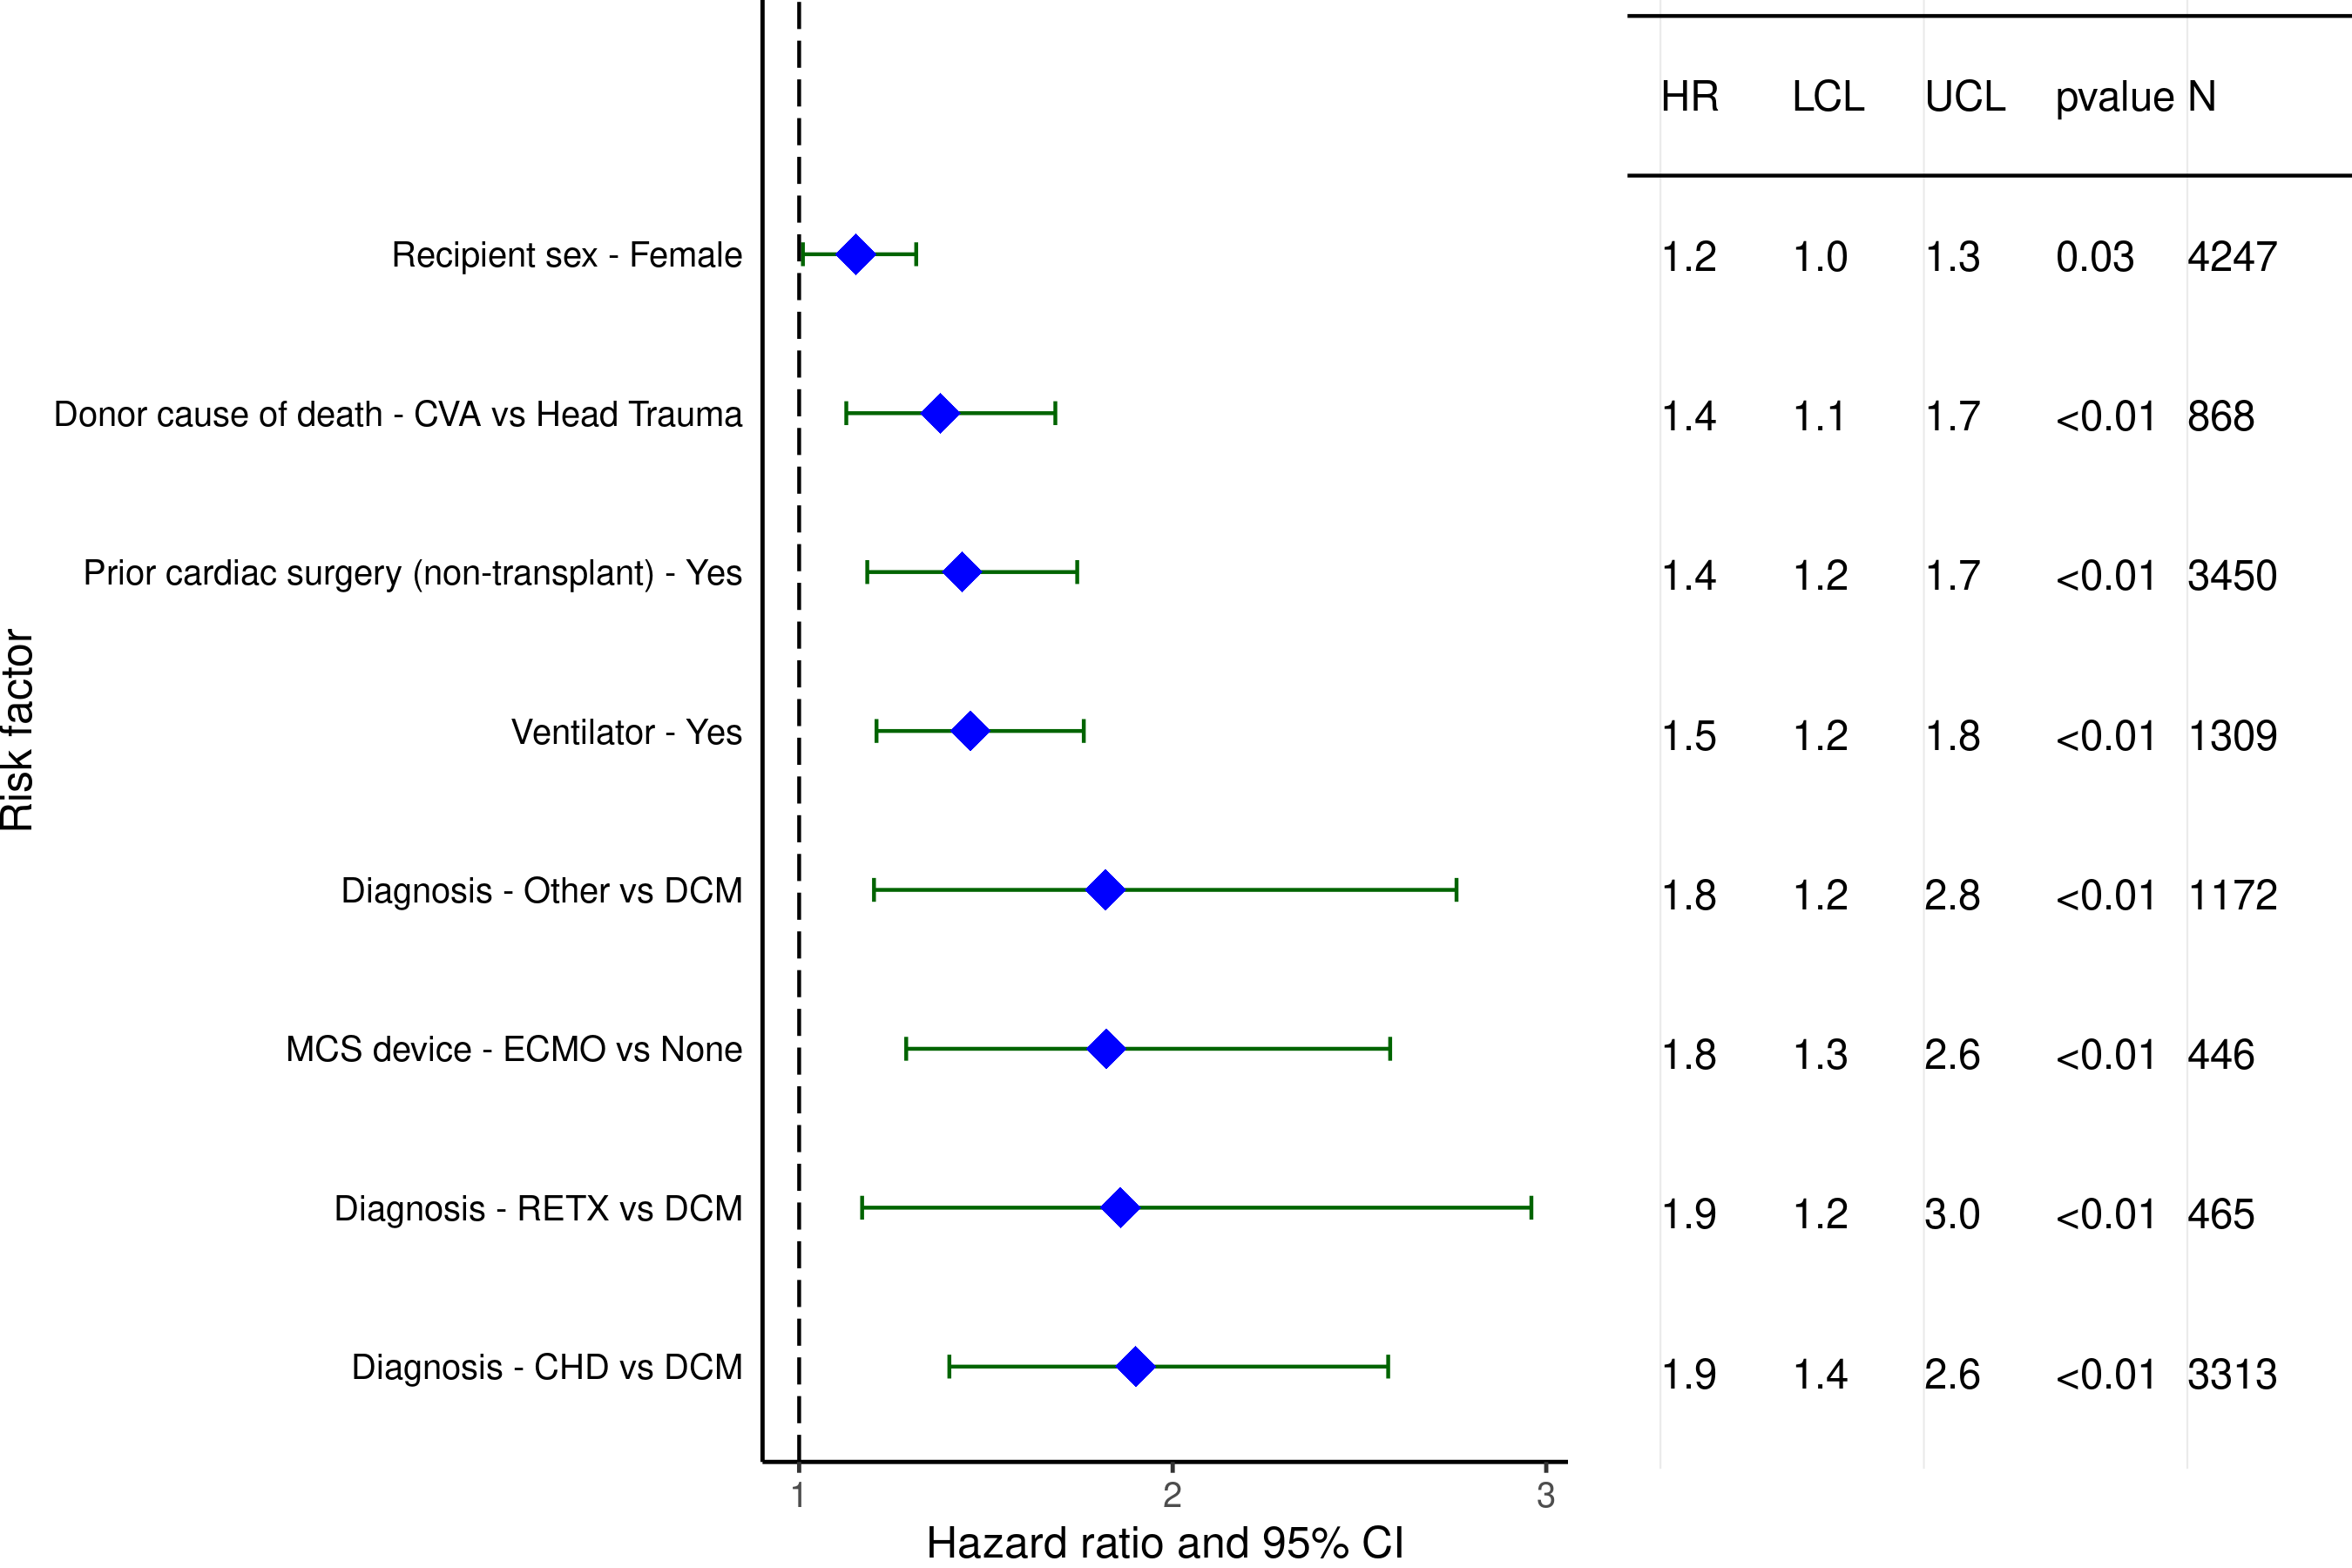 HR LCL UCL pvalue N
Recipient sex - Female 1.2 1.0 1.3 0.03 4247
Donor cause of death - CVA vs Head Trauma 1.4 1.1 1.7 <0.01 868
Prior cardiac surgery (non-transplant) - Yes 1.4 1.2 1.7 <0.01 3450
Ventilator - Yes 1.5 1.2 1.8 <0.01 1309
Diagnosis - Other vs DCM 1.8 1.2 2.8 <0.01 1172
MCS device - ECMO vs None 1.8 1.3 2.6 <0.01 446
Diagnosis - RETX vs DCM 1.9 1.2 3.0 <0.01 465
Diagnosis - CHD vs DCM 1.9 1.4 2.6 <0.01 3313
Risk factor
1 2 3
Hazard ratio and 95% CI